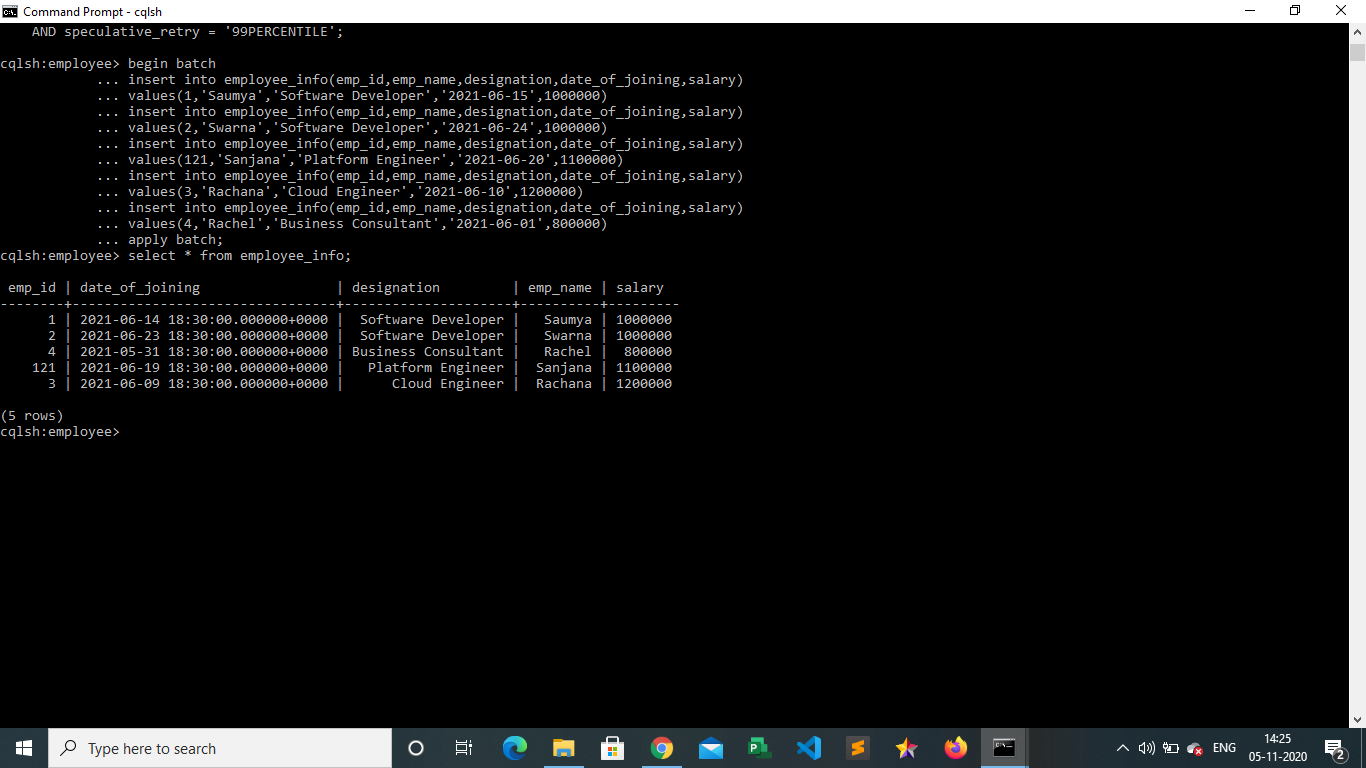 Command Prompt - cqlsh
    AND speculative_retry = '99PERCENTILE';
cqlsh:employee> begin batch
            ... insert into employee_info(emp_id,emp_name,designation,date_of_joining,salary)
            ... values(1,'Saumya','Software Developer','2021-06-15',1000000)
            ... insert into employee_info(emp_id,emp_name,designation,date_of_joining,salary)
            ... values(2,'Swarna','Software Developer','2021-06-24',1000000)
            ... insert into employee_info(emp_id,emp_name,designation,date_of_joining,salary)
            ... values(121,'Sanjana','Platform Engineer','2021-06-20',1100000)
            ... insert into employee_info(emp_id,emp_name,designation,date_of_joining,salary)
            ... values(3,'Rachana','Cloud Engineer','2021-06-10',1200000)
            ... insert into employee_info(emp_id,emp_name,designation,date_of_joining,salary)
            ... values(4,'Rachel','Business Consultant','2021-06-01',800000)
            ... apply batch;
cqlsh:employee> select * from employee_info;
 emp_id | date_of_joining                 | designation         | emp_name | salary
--------+---------------------------------+---------------------+----------+---------
      1 | 2021-06-14 18:30:00.000000+0000 |  Software Developer |   Saumya | 1000000
      2 | 2021-06-23 18:30:00.000000+0000 |  Software Developer |   Swarna | 1000000
      4 | 2021-05-31 18:30:00.000000+0000 | Business Consultant |   Rachel |  800000
    121 | 2021-06-19 18:30:00.000000+0000 |   Platform Engineer |  Sanjana | 1100000
      3 | 2021-06-09 18:30:00.000000+0000 |      Cloud Engineer |  Rachana | 1200000
(5 rows)
cqlsh:employee>
Type here to search
ENG
14:25
05-11-2020
2